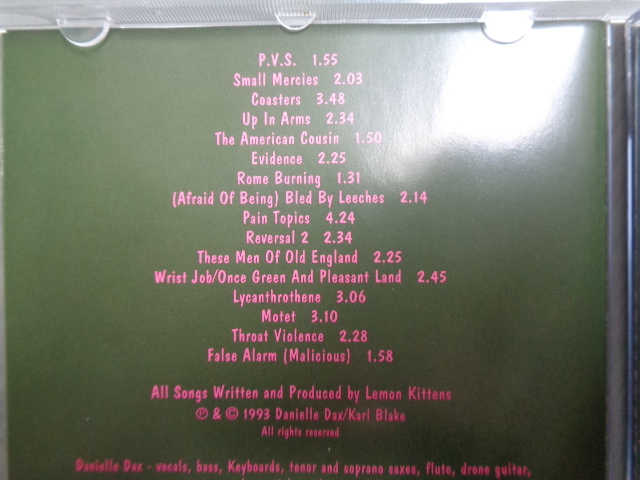 P.V.S. 1.55
Small Mercies 2.03
Coasters 3.48
Up In Arms 2.34
The American Cousin 1.50
Evidence 2.25
Rome Burning 1.31
(Afraid Of Being) Bled By Leeches 2.14
Pain Topics 4.24
Reversal 2 2.34
These Men Of Old England 2.25
Wrist Job/Once Green And Pleasant Land 2.45
Lycanthrothene 3.06
Motet 3.10
Throat Violence 2.28
False Alarm (Malicious) 1.58
All Songs Written and Produced by Lemon Kittens
℗ & © 1993 Danielle Dax/Karl Blake
All rights reserved
Danielle Dax - vocals, bass, Keyboards, tenor and soprano saxes, flute, drone guitar,